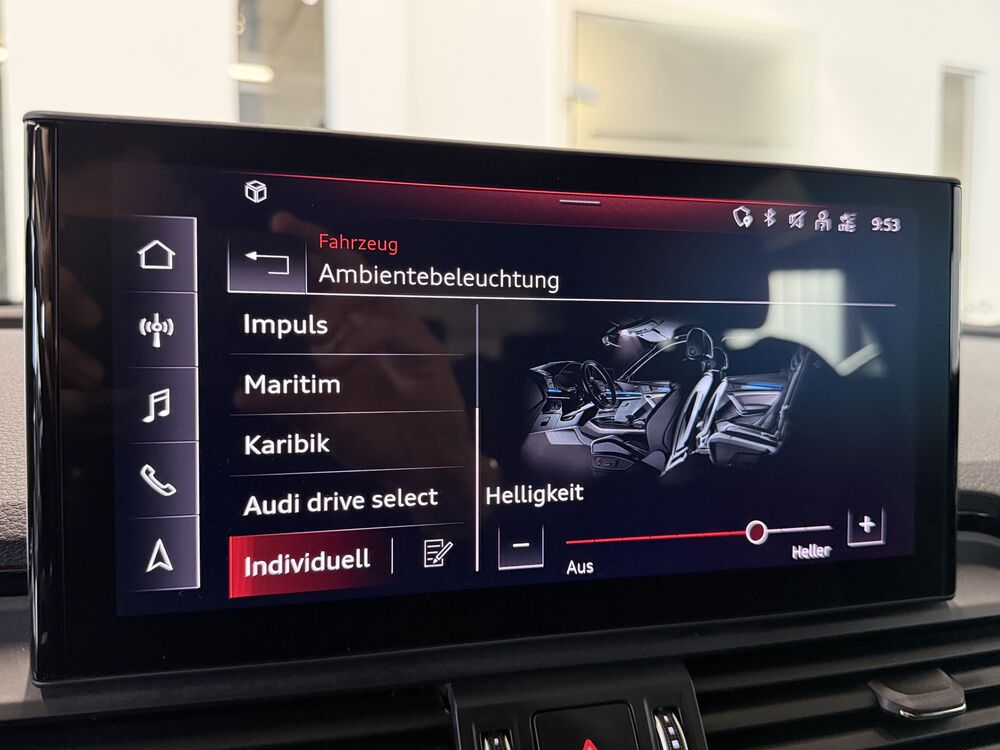 9:53
Fahrzeug
Ambientebeleuchtung
Impuls
Maritim
Karibik
Audi drive select
Individuell
Helligkeit
- +
Aus
Heller